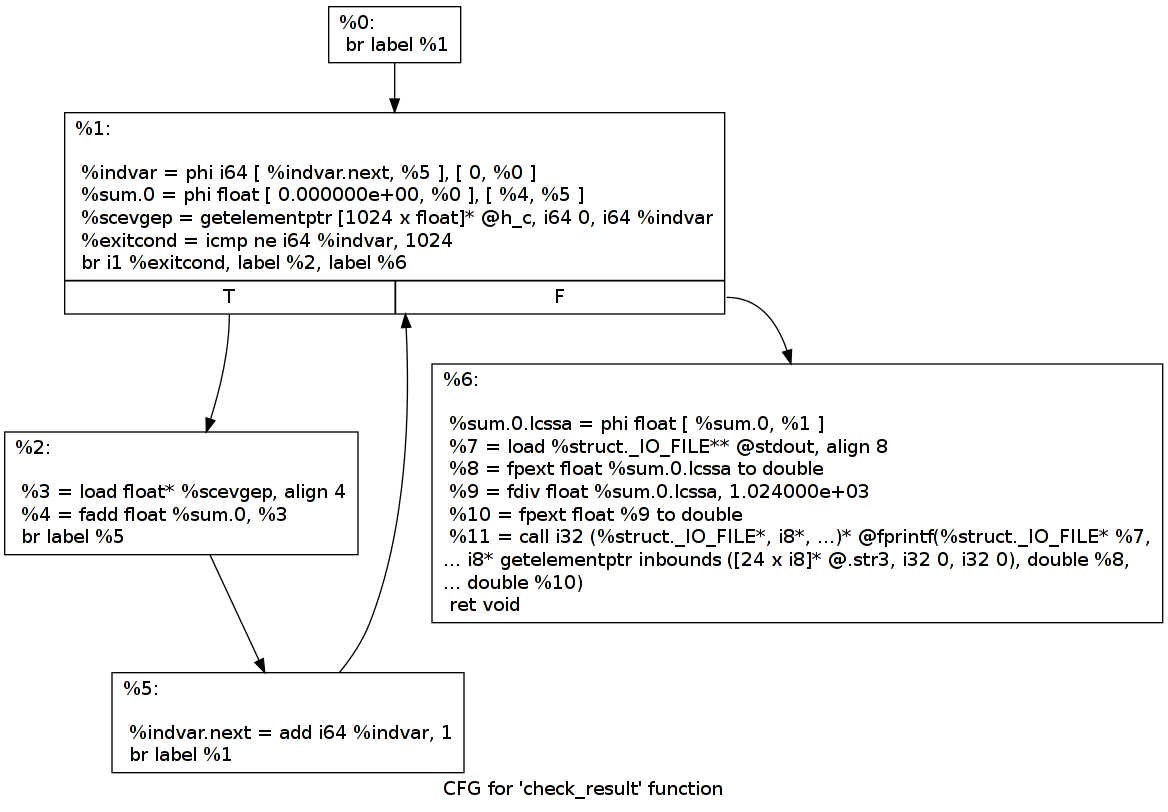 %0:
br label %1
%1:
%indvar = phi i64 [ %indvar.next, %5 ], [ 0, %0 ]
%sum.0 = phi float [ 0.000000e+00, %0 ], [ %4, %5 ]
%scevgep = getelementptr [1024 x float]* @h_c, i64 0, i64 %indvar
%exitcond = icmp ne i64 %indvar, 1024
br i1 %exitcond, label %2, label %6
T F
%6:
%sum.0.lcssa = phi float [ %sum.0, %1 ]
%7 = load %struct._IO_FILE** @stdout, align 8
%8 = fpext float %sum.0.lcssa to double
%9 = fdiv float %sum.0.lcssa, 1.024000e+03
%10 = fpext float %9 to double
%11 = call i32 (%struct._IO_FILE*, i8*, ...)* @fprintf(%struct._IO_FILE* %7,
... i8* getelementptr inbounds ([24 x i8]* @.str3, i32 0, i32 0), double %8,
... double %10)
ret void
%2:
%3 = load float* %scevgep, align 4
%4 = fadd float %sum.0, %3
br label %5
%5:
%indvar.next = add i64 %indvar, 1
br label %1
CFG for 'check_result' function